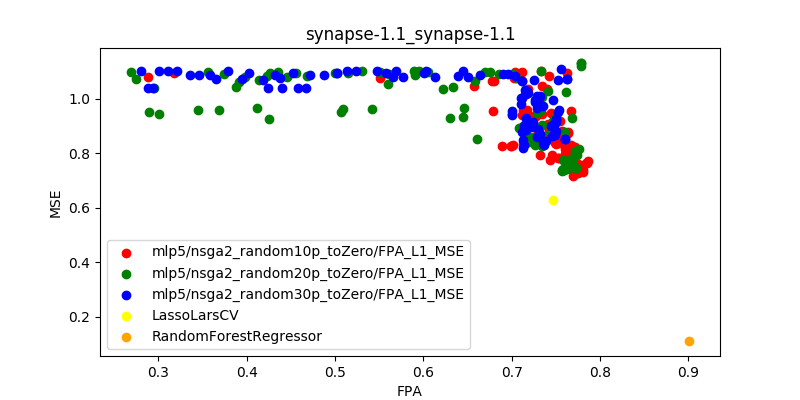 synapse-1.1_synapse-1.1
MSE
1.0
0.8
0.6
0.4
0.2
mlp5/nsga2_random10p_toZero/FPA_L1_MSE
mlp5/nsga2_random20p_toZero/FPA_L1_MSE
mlp5/nsga2_random30p_toZero/FPA_L1_MSE
LassoLarsCV
RandomForestRegressor
0.3 0.4 0.5 0.6 0.7 0.8 0.9
FPA